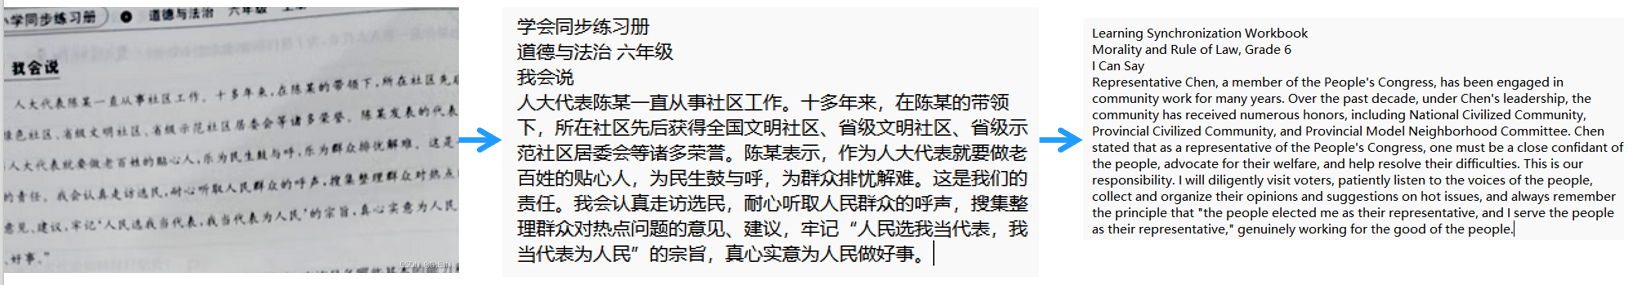 学同步练习册 道德与法治 六年级
我会说
人大代表陈某一直从事社区工作。十多年来,在陈某的带领下,所在社区先
色社区、省级文明社区、省级示范社区居委会等诸多荣誉。陈某发表的代表
人大代表就要做老百姓的贴心人,乐为民生鼓与呼,乐为群众排忧解难。这是
的责任。我会认真走访选民,耐心听取人民群众的呼声,搜集整理群众对热点
意见、建议,牢记‘人民选我当代表,我当代表为人民’的宗旨,真心实意为人民
好事。”
学会同步练习册
道德与法治 六年级
我会说
人大代表陈某一直从事社区工作。十多年来，在陈某的带领
下，所在社区先后获得全国文明社区、省级文明社区、省级示
范社区居委会等诸多荣誉。陈某表示，作为人大代表就要做老
百姓的贴心人，为民生鼓与呼，为群众排忧解难。这是我们的
责任。我会认真走访选民，耐心听取人民群众的呼声，搜集整
理群众对热点问题的意见、建议，牢记“人民选我当代表，我
当代表为人民”的宗旨，真心实意为人民做好事。
Learning Synchronization Workbook
Morality and Rule of Law, Grade 6
I Can Say
Representative Chen, a member of the People's Congress, has been engaged in
community work for many years. Over the past decade, under Chen's leadership, the
community has received numerous honors, including National Civilized Community,
Provincial Civilized Community, and Provincial Model Neighborhood Committee. Chen
stated that as a representative of the People's Congress, one must be a close confidant of
the people, advocate for their welfare, and help resolve their difficulties. This is our
responsibility. I will diligently visit voters, patiently listen to the voices of the people,
collect and organize their opinions and suggestions on hot issues, and always remember
the principle that "the people elected me as their representative, and I serve the people
as their representative," genuinely working for the good of the people.